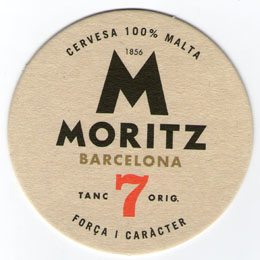 CERVESA 100% MALTA
1856
M
MORITZ
BARCELONA
TANC 7 ORIG.
FORÇA I CARÀCTER